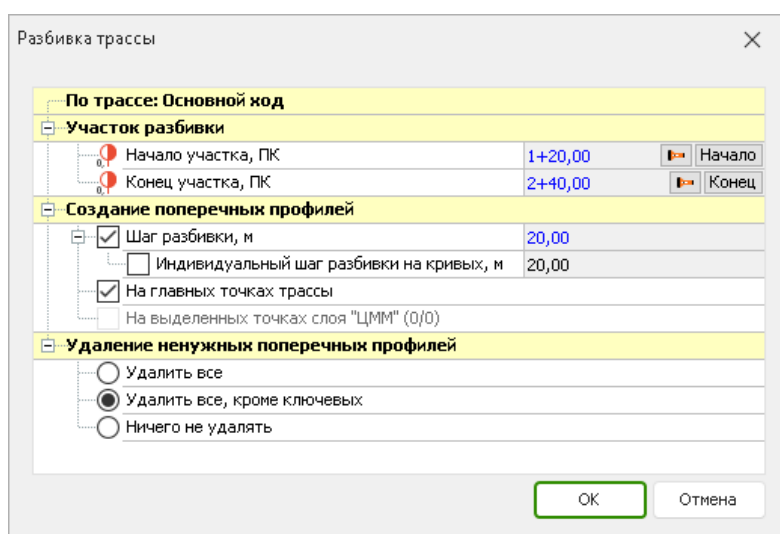 Разбивка трассы
По трассе: Основной ход
Участок разбивки
Начало участка, ПК 1+20,00 Начало
Конец участка, ПК 2+40,00 Конец
Создание поперечных профилей
Шаг разбивки, м 20,00
Индивидуальный шаг разбивки на кривых, м 20,00
На главных точках трассы
На выделенных точках слоя "ЦММ" (0/0)
Удаление ненужных поперечных профилей
Удалить все
Удалить все, кроме ключевых
Ничего не удалять
ОК Отмена